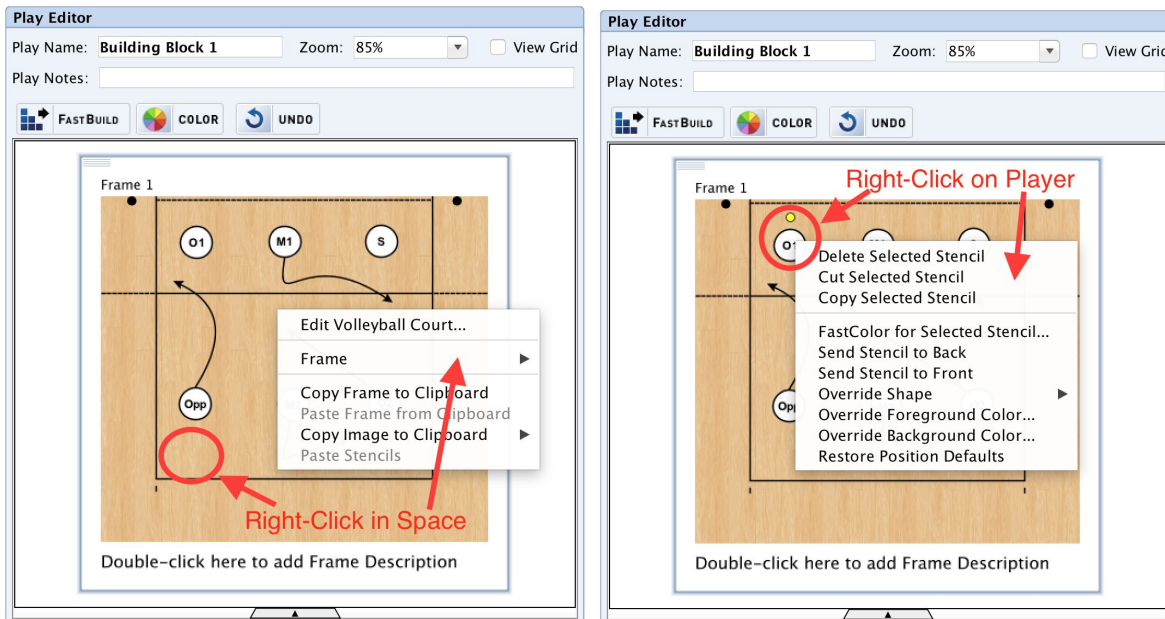 Play Editor
Play Name: Building Block 1 Zoom: 85% View Grid
Play Notes:
FASTBUILD COLOR UNDO
Frame 1
O1 M1 S
Edit Volleyball Court...
Frame
Opp
Copy Frame to Clipboard
Paste Frame from Clipboard
Copy Image to Clipboard
Paste Stencils
Right-Click in Space
Double-click here to add Frame Description
Play Editor
Play Name: Building Block 1 Zoom: 85% View Grid
Play Notes:
FASTBUILD COLOR UNDO
Right-Click on Player
Frame 1
Delete Selected Stencil
Cut Selected Stencil
Copy Selected Stencil
FastColor for Selected Stencil...
Send Stencil to Back
Send Stencil to Front
Override Shape
Override Foreground Color...
Override Background Color...
Restore Position Defaults
Double-click here to add Frame Description